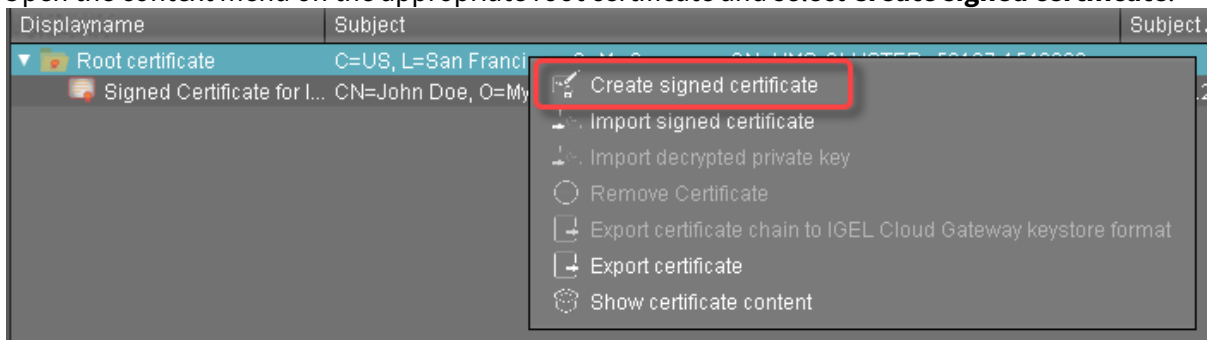 Open the context menu on the appropriate root certificate and select Create signed certificate.
Displayname Subject Subject
Root certificate C=US, L=San Franci
Signed Certificate for I... CN=John Doe, O=My
Create signed certificate
Import signed certificate
Import decrypted private key
Remove Certificate
Export certificate chain to IGEL Cloud Gateway keystore format
Export certificate
Show certificate content